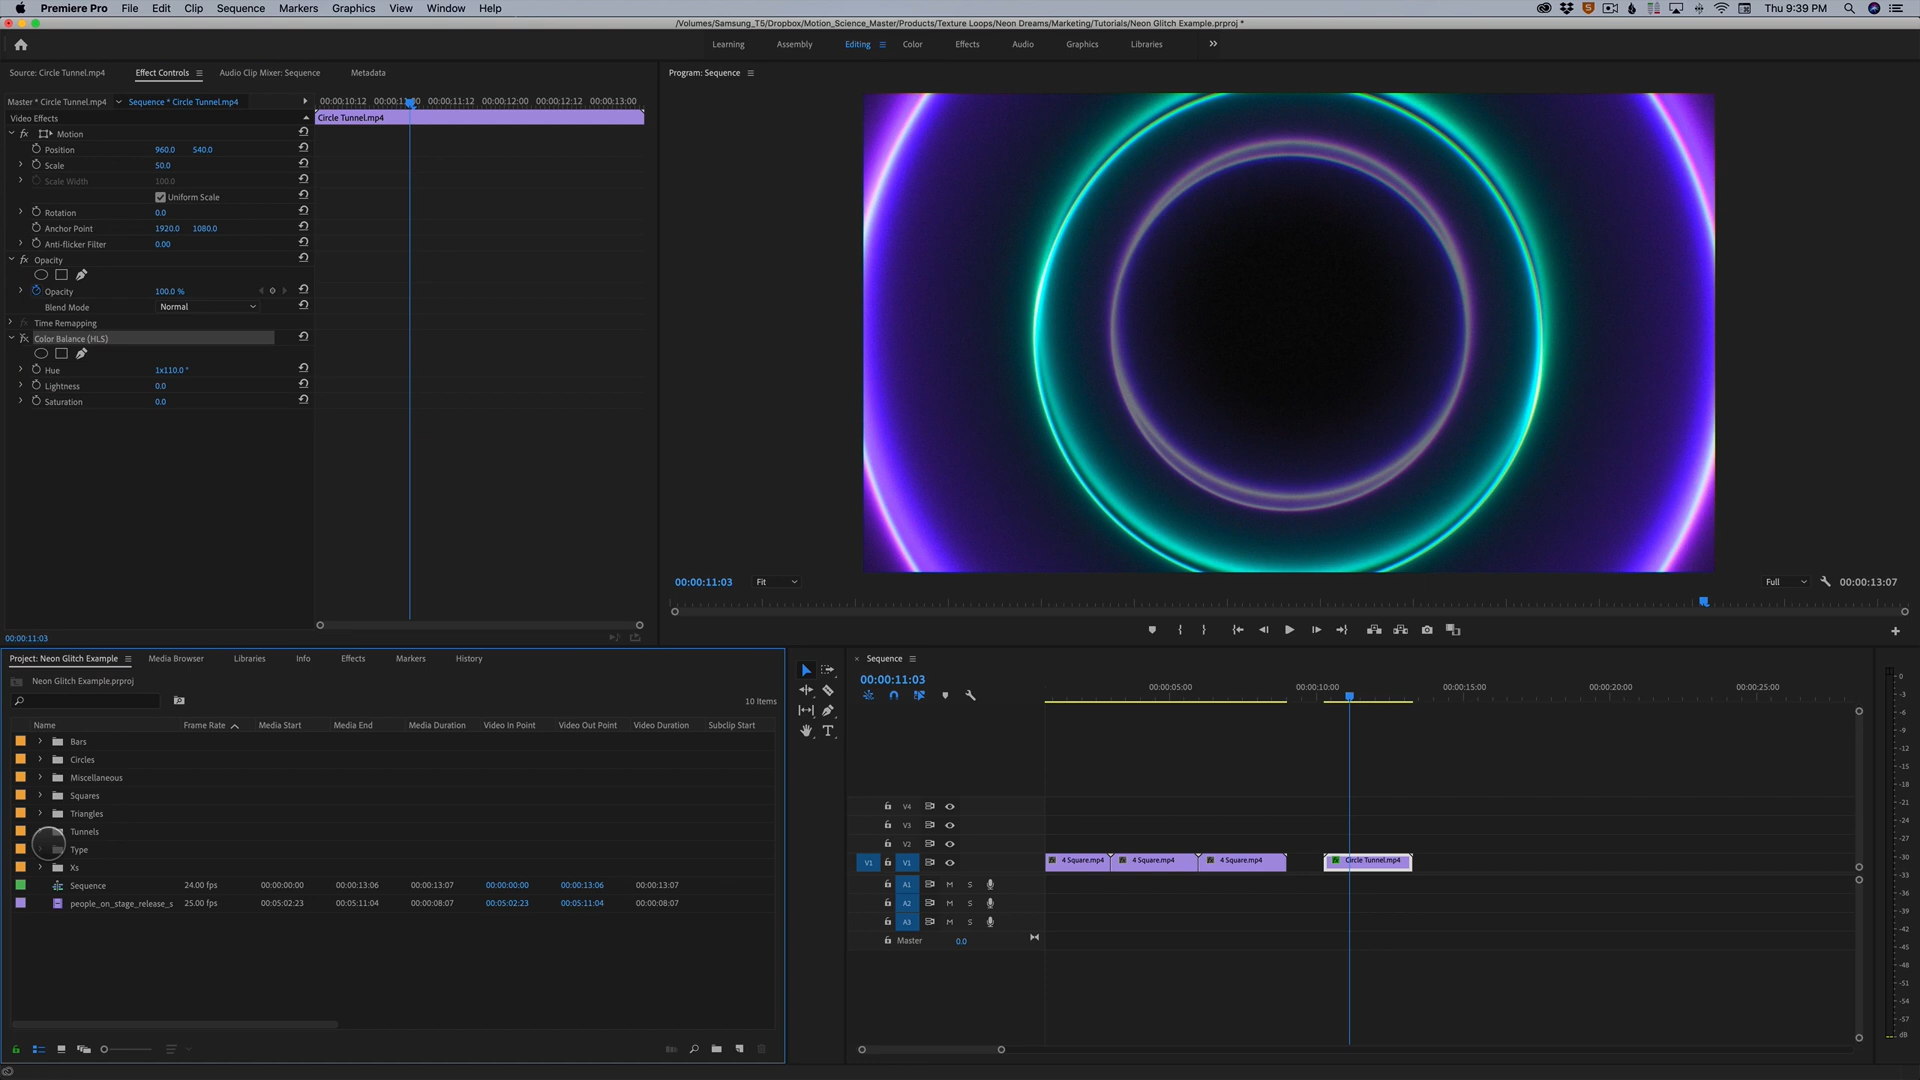 Premiere Pro File Edit Clip Sequence Markers Graphics View Window Help Thu 9:39 PM
/Volumes/Samsung_T5/Dropbox/Motion_Science_Master/Products/Texture Loops/Neon Dreams/Marketing/Tutorials/Neon Glitch Example.prproj *
Learning Assembly Editing Color Effects Audio Graphics Libraries
Source: Circle Tunnel.mp4 Effect Controls Audio Clip Mixer: Sequence Metadata
Program: Sequence
Master * Circle Tunnel.mp4 Sequence * Circle Tunnel.mp4
00:00:10:12 00:00:11:00 00:00:11:12 00:00:12:00 00:00:12:12 00:00:13:00
Video Effects
Circle Tunnel.mp4
fx Motion
Position 960.0 540.0
Scale 50.0
Scale Width 100.0
Uniform Scale
Rotation 0.0
Anchor Point 1920.0 1080.0
Anti-flicker Filter 0.00
fx Opacity
Opacity 100.0 %
Blend Mode Normal
fx Time Remapping
fx Color Balance (HLS)
Hue 1x110.0 °
Lightness 0.0
Saturation 0.0
00:00:11:03
00:00:11:03 Fit Full 00:00:13:07
Project: Neon Glitch Example Media Browser Libraries Info Effects Markers History
Neon Glitch Example.prproj
10 Items
Name Frame Rate Media Start Media End Media Duration Video In Point Video Out Point Video Duration Subclip Start
Bars
Circles
Miscellaneous
Squares
Triangles
Tunnels
Type
Xs
Sequence 24.00 fps 00:00:00:00 00:00:13:06 00:00:13:07 00:00:00:00 00:00:13:06 00:00:13:07
people_on_stage_release_s 25.00 fps 00:05:02:23 00:05:11:04 00:00:08:07 00:05:02:23 00:05:11:04 00:00:08:07
Sequence
00:00:11:03
00:00:05:00 00:00:10:00 00:00:15:00 00:00:20:00 00:00:25:00
V4
V3
V2
V1 V1
fx 4 Square.mp4 fx 4 Square.mp4 fx 4 Square.mp4 fx Circle Tunnel.mp4
A1 M S
A2 M S
A3 M S
Master 0.0
0
-3
-6
-9
-12
-15
-18
-21
-24
-27
-30
-33
-36
-39
-42
-45
-48
-51
-54
-57
dB